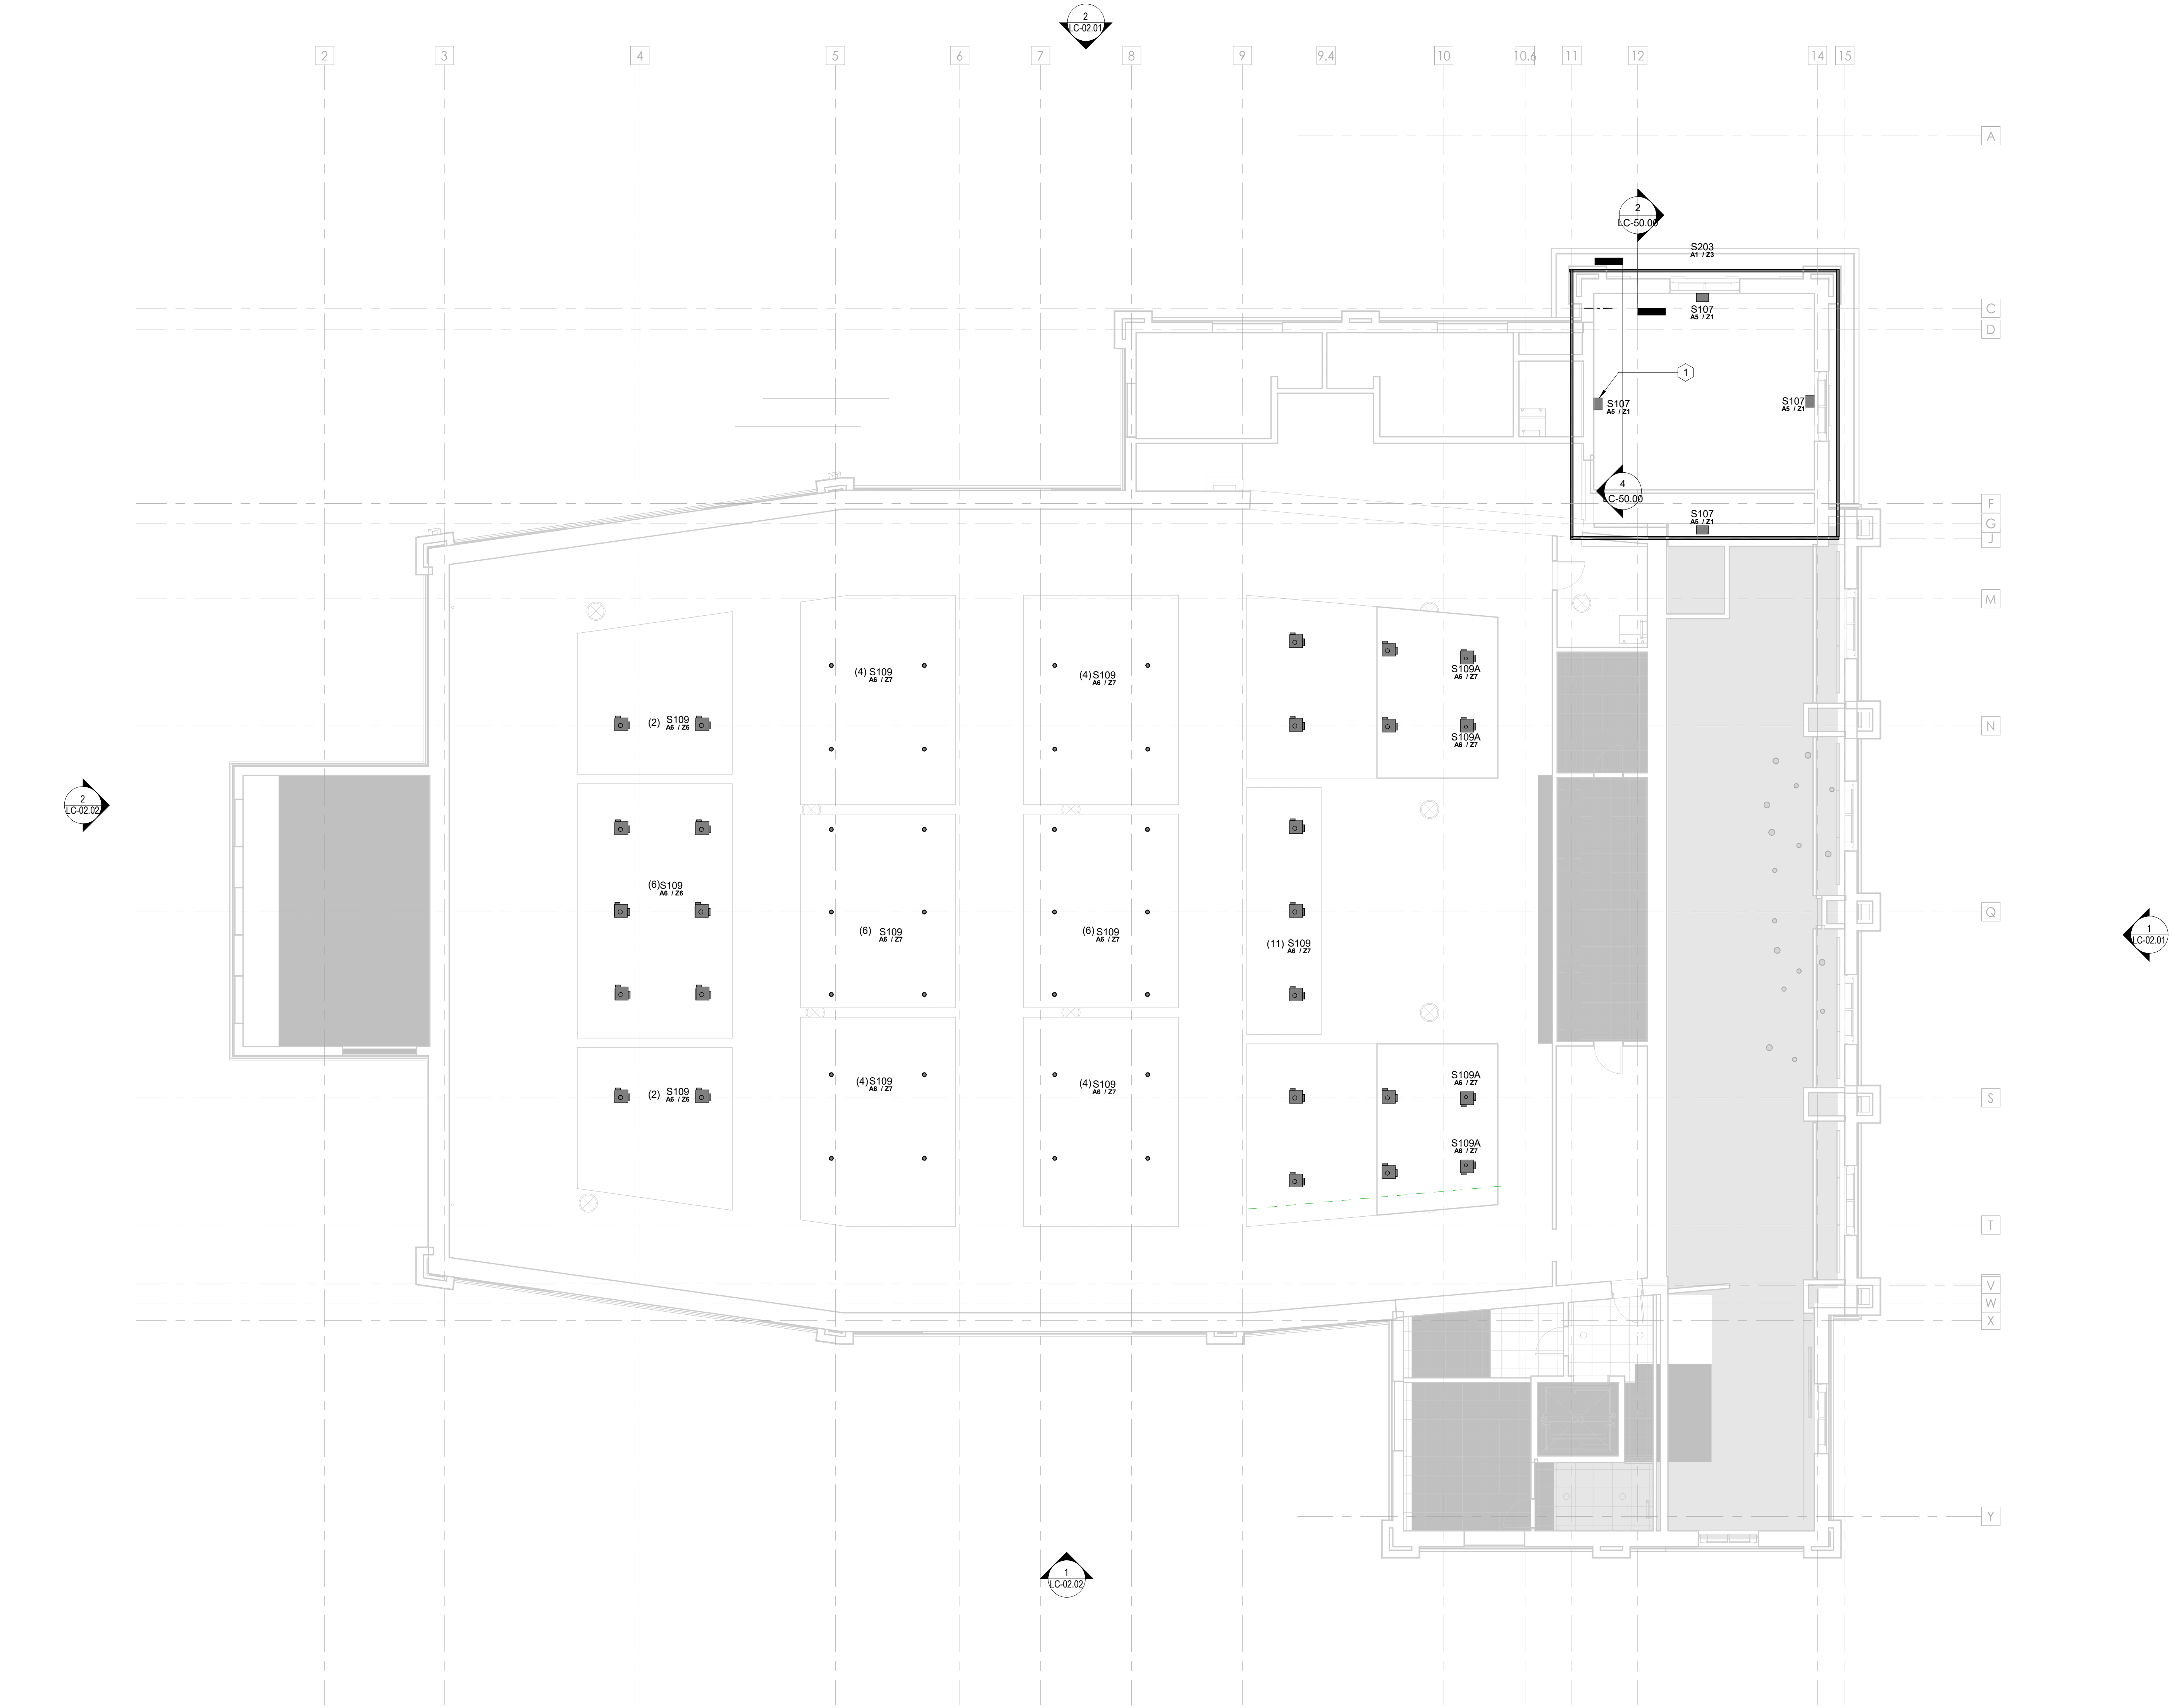 2
LC-02.01
2
3
4
5
6
7
8
9
9.4
10
10.6
11
12
14
15
A
2
LC-50.00
S203
A1 / Z3
C
S107
A5 / Z1
D
1
S107
A5 / Z1
S107
A5 / Z1
4
LC-50.00
F
S107
A5 / Z1
G
J
M
(4) S109
A6 / Z7
(4) S109
A6 / Z7
S109A
A6 / Z7
(2) S109
A6 / Z6
N
S109A
A6 / Z7
2
LC-02.02
(6) S109
A6 / Z6
Q
(6) S109
A6 / Z7
(6) S109
A6 / Z7
(11) S109
A6 / Z7
1
LC-02.01
(4) S109
A6 / Z7
(4) S109
A6 / Z7
S109A
A6 / Z7
(2) S109
A6 / Z6
S
S109A
A6 / Z7
T
V
W
X
Y
1
LC-02.02